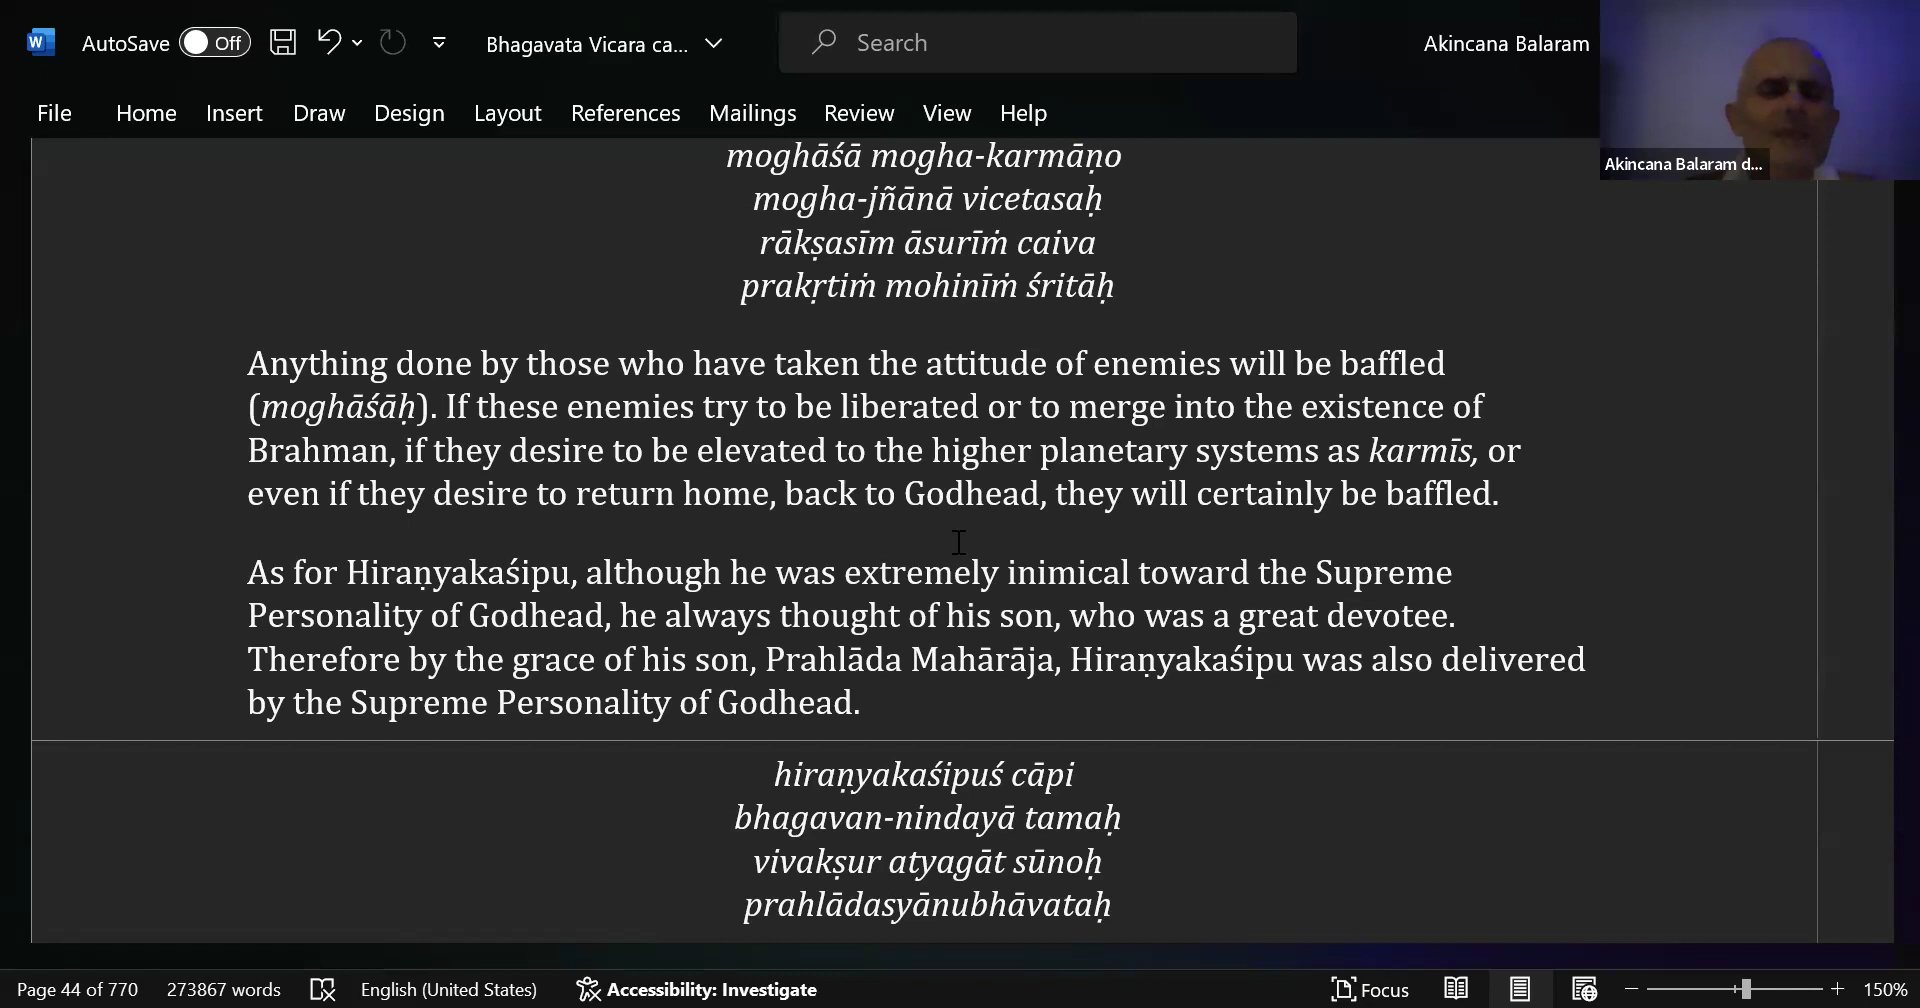 AutoSave Off Bhagavata Vicara ca... Search Akincana Balaram
File Home Insert Draw Design Layout References Mailings Review View Help
Akincana Balaram d...
moghāśā mogha-karmāṇo
mogha-jñānā vicetasaḥ
rākṣasīm āsurīṁ caiva
prakṛtiṁ mohinīṁ śritāḥ
Anything done by those who have taken the attitude of enemies will be baffled
(moghāśāḥ). If these enemies try to be liberated or to merge into the existence of
Brahman, if they desire to be elevated to the higher planetary systems as karmīs, or
even if they desire to return home, back to Godhead, they will certainly be baffled.
As for Hiraṇyakaśipu, although he was extremely inimical toward the Supreme
Personality of Godhead, he always thought of his son, who was a great devotee.
Therefore by the grace of his son, Prahlāda Mahārāja, Hiraṇyakaśipu was also delivered
by the Supreme Personality of Godhead.
hiraṇyakaśipuś cāpi
bhagavan-nindayā tamaḥ
vivakṣur atyagāt sūnoḥ
prahlādasyānubhāvataḥ
Page 44 of 770 273867 words English (United States) Accessibility: Investigate Focus 150%